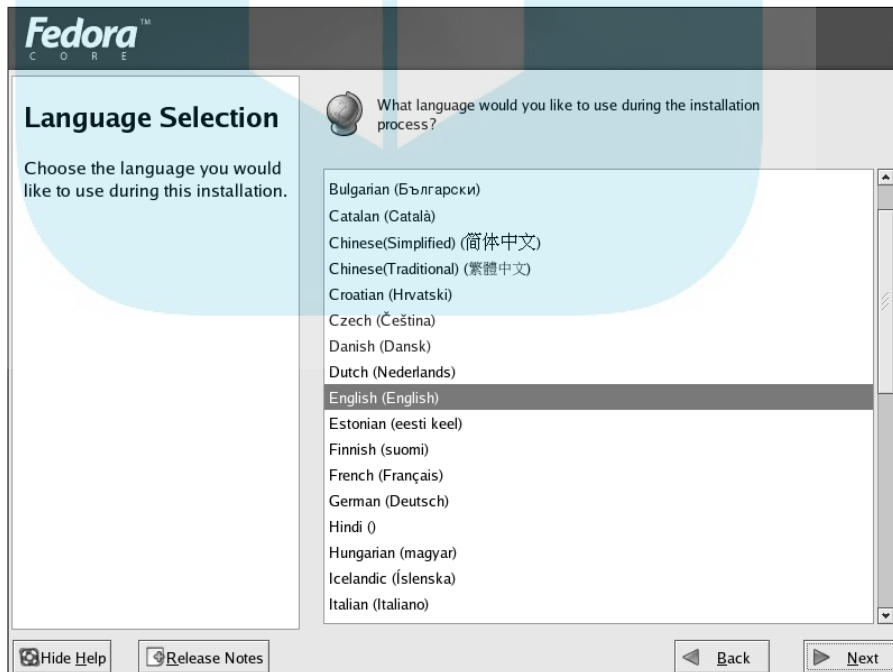 Fedora™
CORE
Language Selection
Choose the language you would
like to use during this installation.
What language would you like to use during the installation
process?
Bulgarian (Български)
Catalan (Català)
Chinese(Simplified) (简体中文)
Chinese(Traditional) (繁體中文)
Croatian (Hrvatski)
Czech (Čeština)
Danish (Dansk)
Dutch (Nederlands)
English (English)
Estonian (eesti keel)
Finnish (suomi)
French (Français)
German (Deutsch)
Hindi ()
Hungarian (magyar)
Icelandic (Íslenska)
Italian (Italiano)
Hide Help
Release Notes
Back
Next